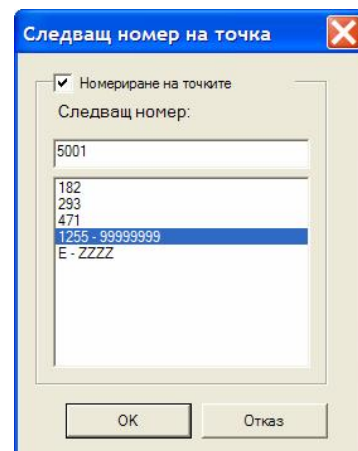 Следващ номер на точка
Номериране на точките
Следващ номер:
5001
182
293
471
1255 - 99999999
E - ZZZZ
OK
Отказ